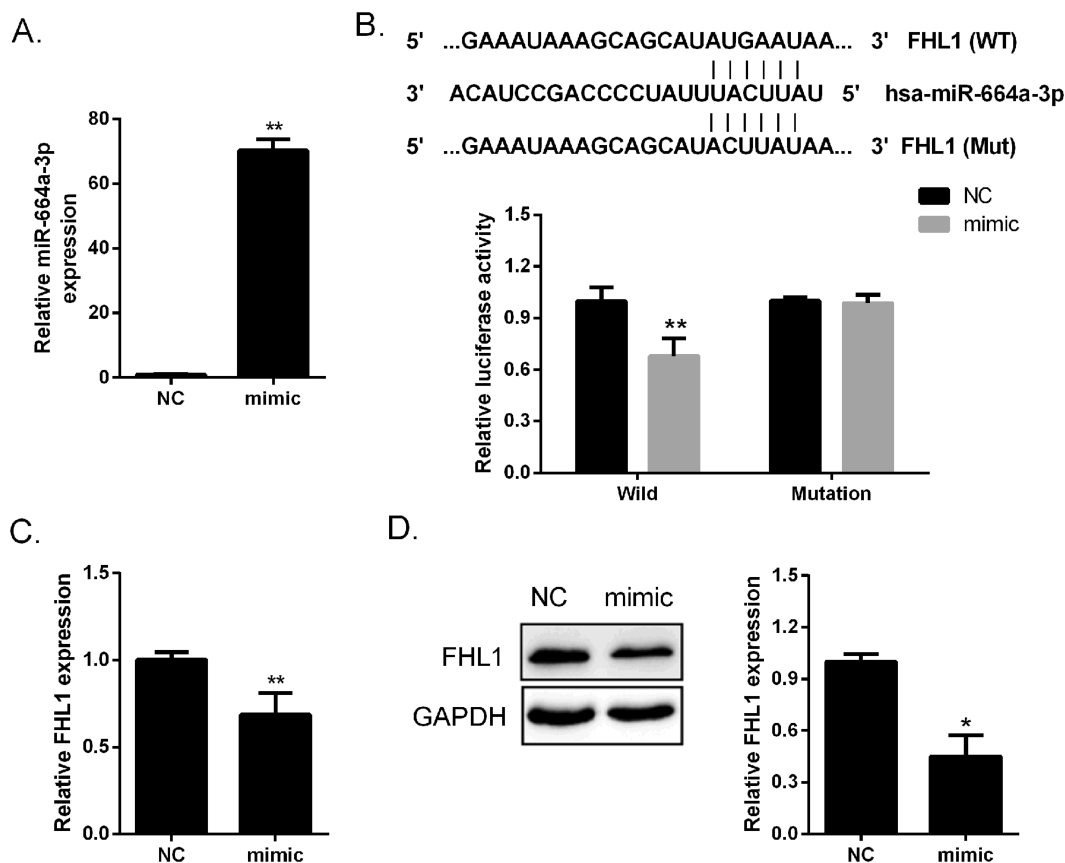 A.
Relative miR-664a-3p
expression
80
60
40
20
0
**
NC mimic
B.
5' ...GAAAUAAAGCAGCAUAUGAAUAA... 3' FHL1 (WT)
3' ACAUCCGACCCCUAUUUACUUAU 5' hsa-miR-664a-3p
5' ...GAAAUAAAGCAGCAUACUUAUAA... 3' FHL1 (Mut)
NC
mimic
Relative luciferase activity
1.5
1.2
0.9
0.6
0.3
0.0
**
Wild Mutation
C.
Relative FHL1 expression
1.5
1.0
0.5
0.0
**
NC mimic
D.
NC mimic
FHL1
GAPDH
Relative FHL1 expression
1.5
1.2
0.9
0.6
0.3
0.0
*
NC mimic